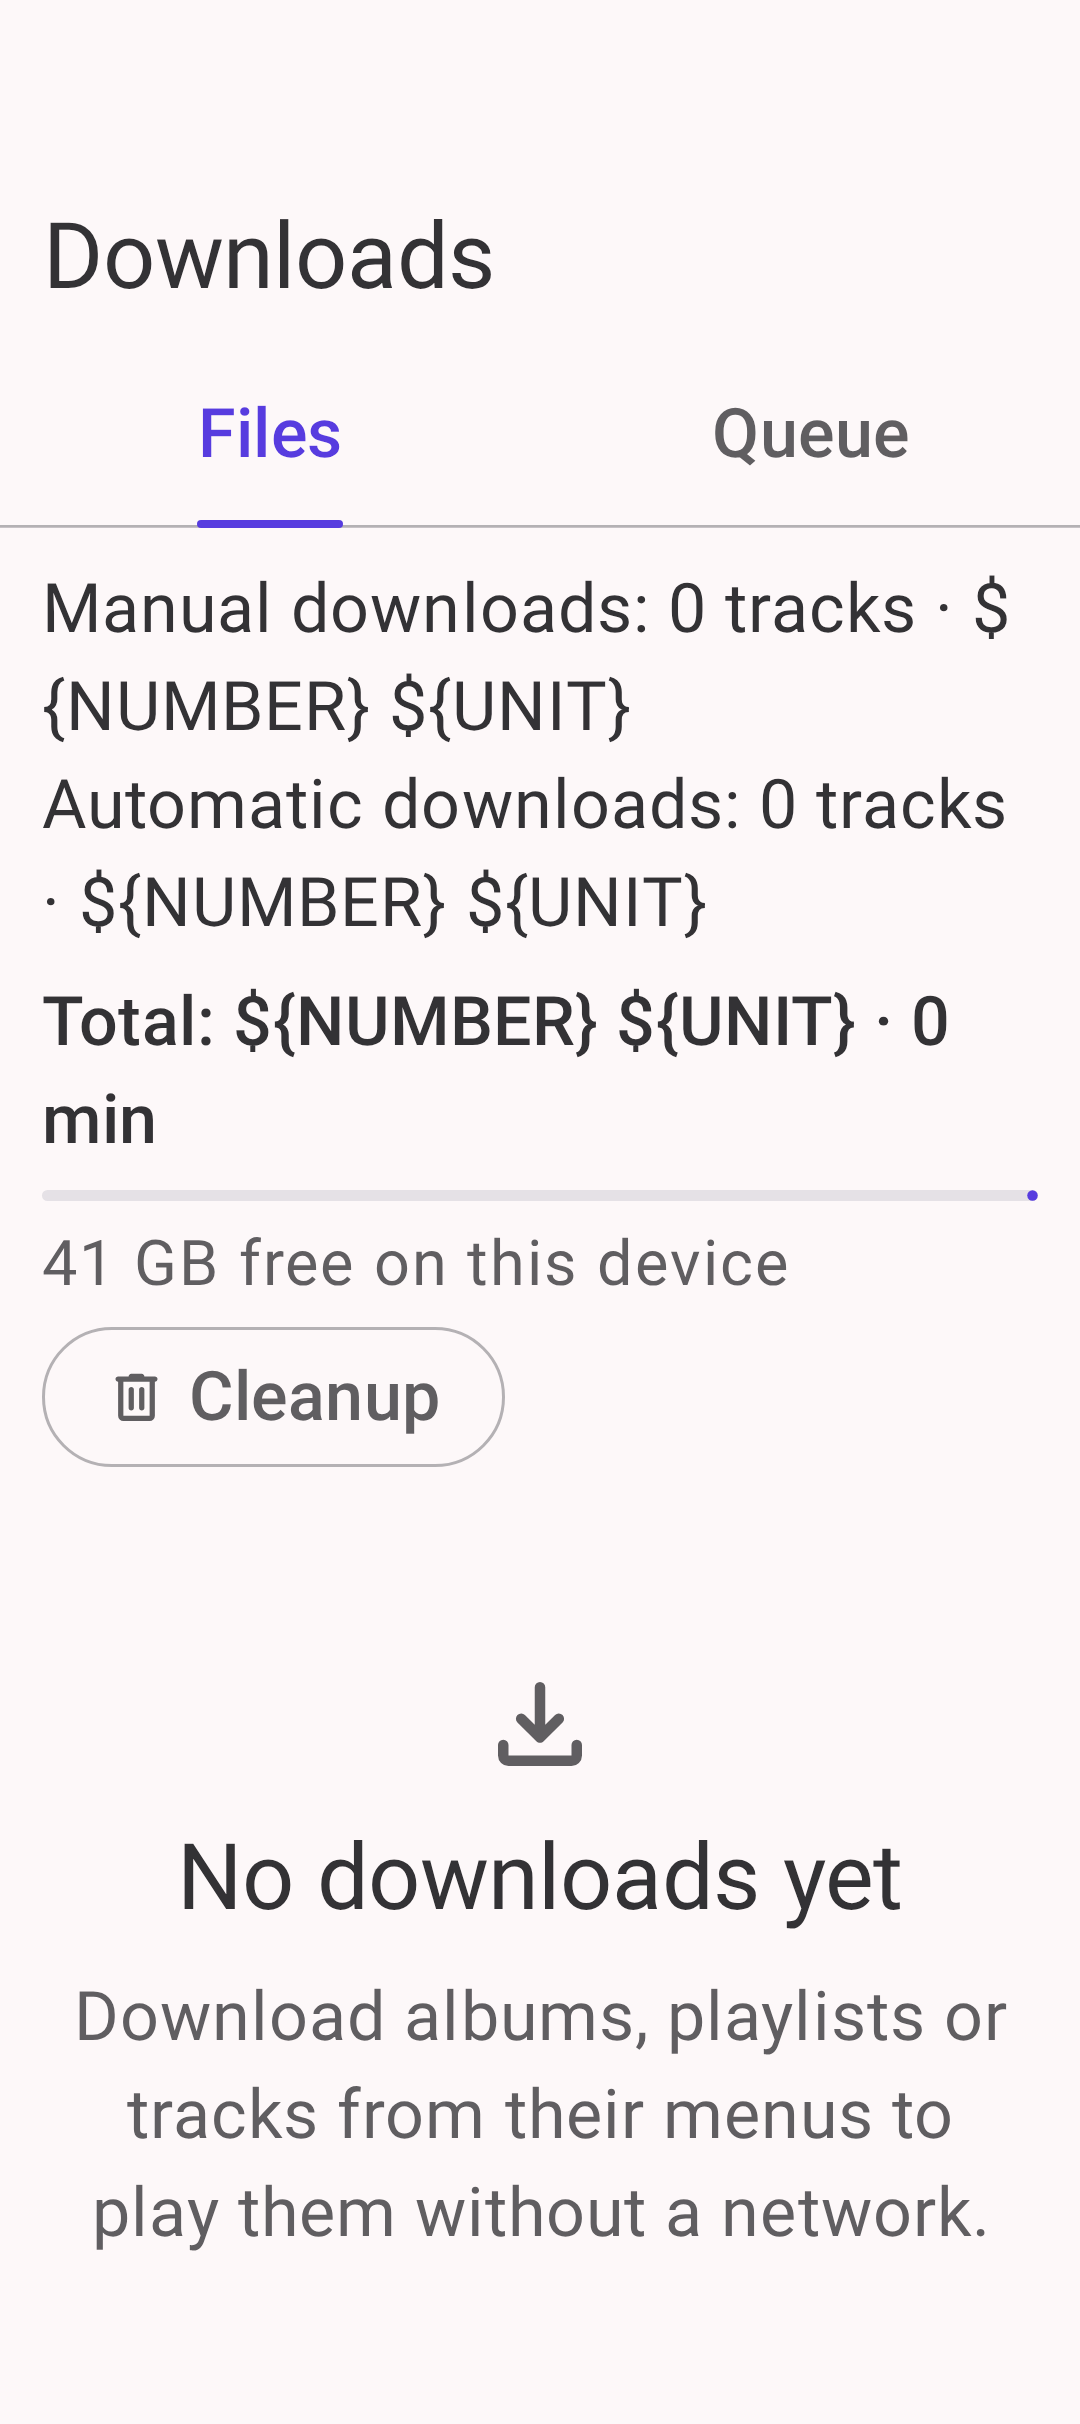 Downloads
Files
Queue
Manual downloads: 0 tracks · $
{NUMBER} ${UNIT}
Automatic downloads: 0 tracks
· ${NUMBER} ${UNIT}
Total: ${NUMBER} ${UNIT} · 0
min
41 GB free on this device
Cleanup
No downloads yet
Download albums, playlists or
tracks from their menus to
play them without a network.